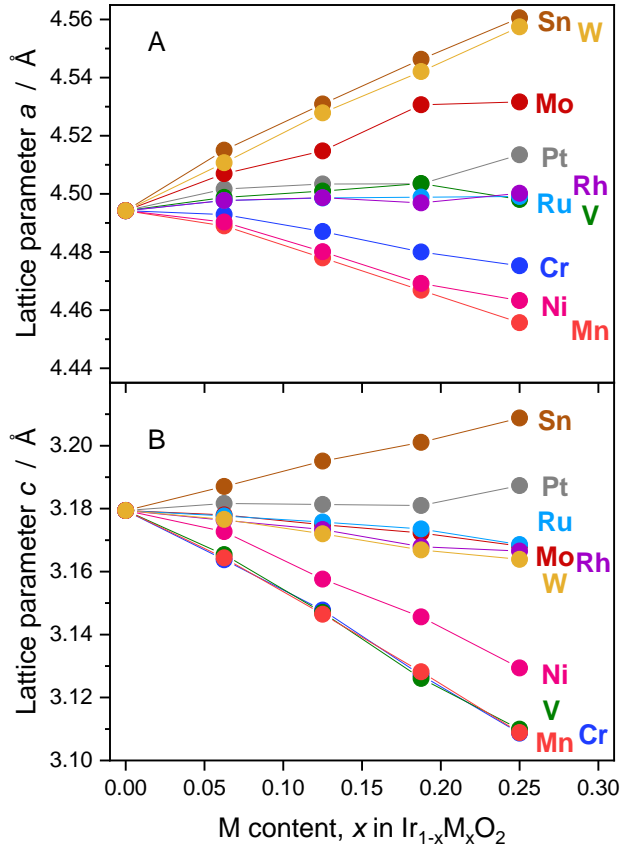 A
4.56
4.54
4.52
4.50
4.48
4.46
4.44
Lattice parameter a / Å
Sn
W
Mo
Pt
Rh
Ru
V
Cr
Ni
Mn
B
3.20
3.18
3.16
3.14
3.12
3.10
Lattice parameter c / Å
Sn
Pt
Ru
Mo Rh
W
Ni
V
Mn Cr
0.00 0.05 0.10 0.15 0.20 0.25 0.30
M content, x in Ir₁₋ₓMₓO₂